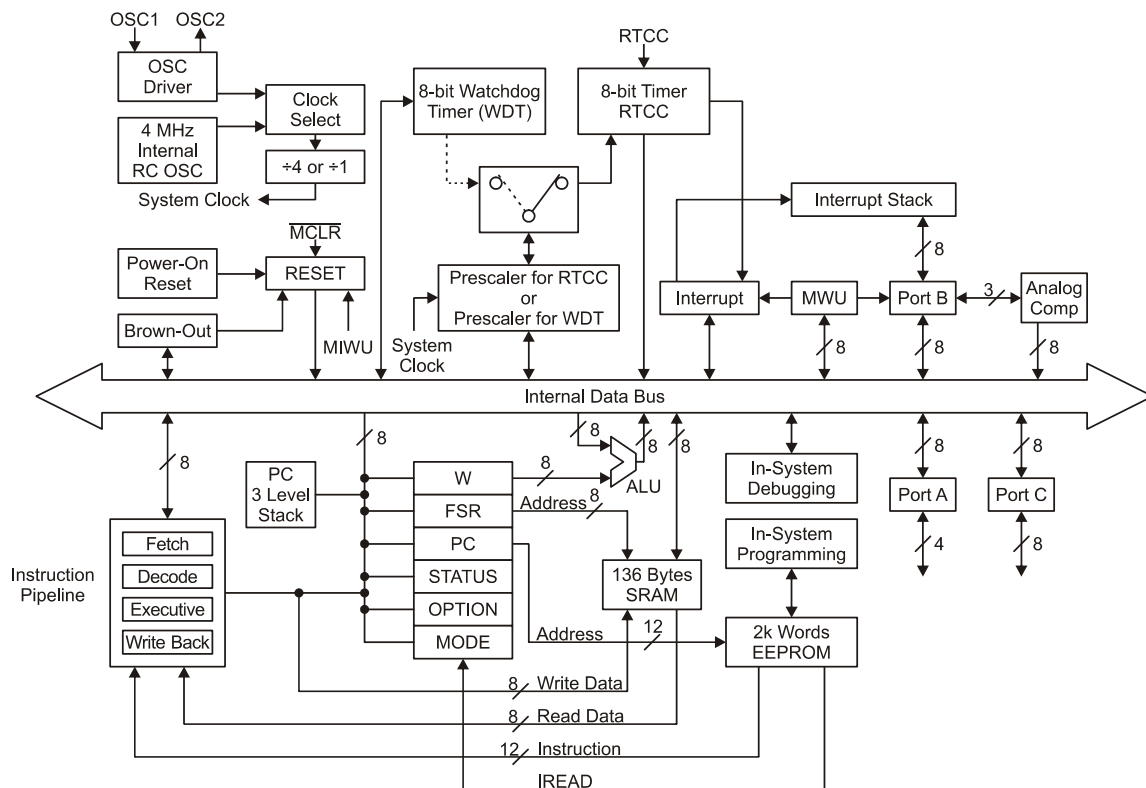 OSC1
OSC2
OSC
Driver
4 MHz
Internal
RC OSC
Clock
Select
÷4 or ÷1
System Clock
8-bit Watchdog
Timer (WDT)
RTCC
8-bit Timer
RTCC
Interrupt Stack
8
MCLR
RESET
Power-On
Reset
Brown-Out
MIWU
System
Clock
Prescaler for RTCC
or
Prescaler for WDT
Interrupt
MWU
Port B
3
Analog
Comp
8
8
8
Internal Data Bus
8
8
8
8
8
8
8
PC
3 Level
Stack
W
FSR
PC
STATUS
OPTION
MODE
8
Address
8
ALU
In-System
Debugging
Port A
Port C
4
8
In-System
Programming
Instruction
Pipeline
Fetch
Decode
Executive
Write Back
136 Bytes
SRAM
Address
12
2k Words
EEPROM
8
Write Data
8
Read Data
12
Instruction
IREAD